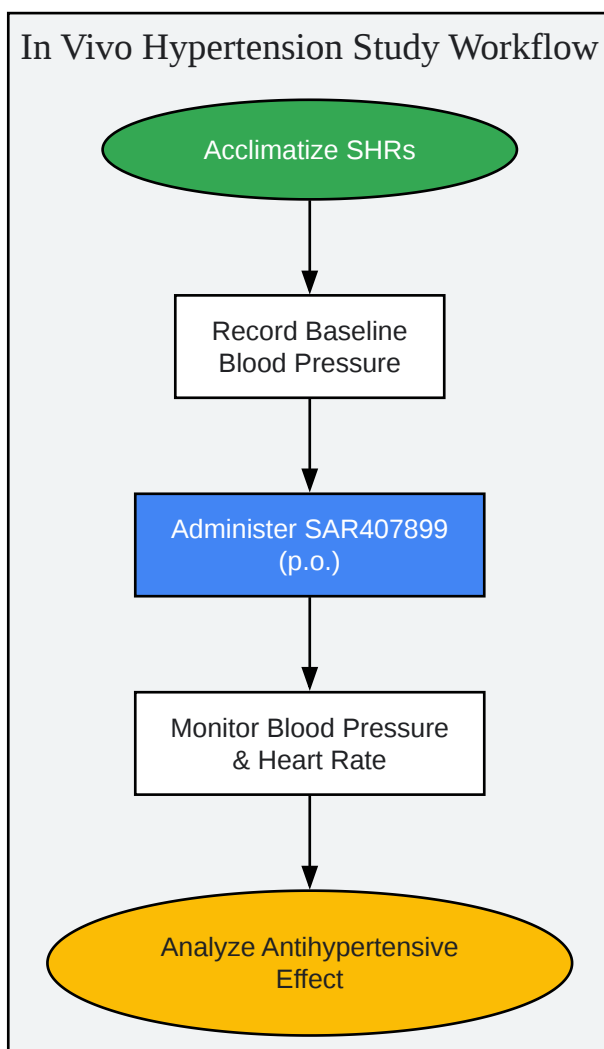 In Vivo Hypertension Study Workflow
Acclimatize SHRs
Record Baseline
Blood Pressure
Administer SAR407899
(p.o.)
Monitor Blood Pressure
& Heart Rate
Analyze Antihypertensive
Effect